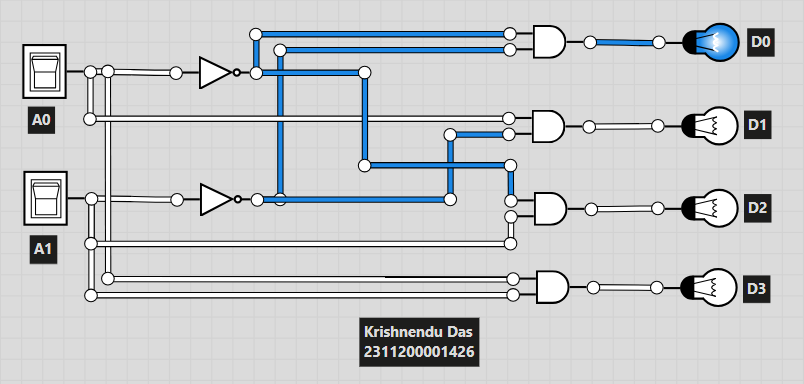 D0
A0
D1
D2
A1
D3
Krishnendu Das
2311200001426